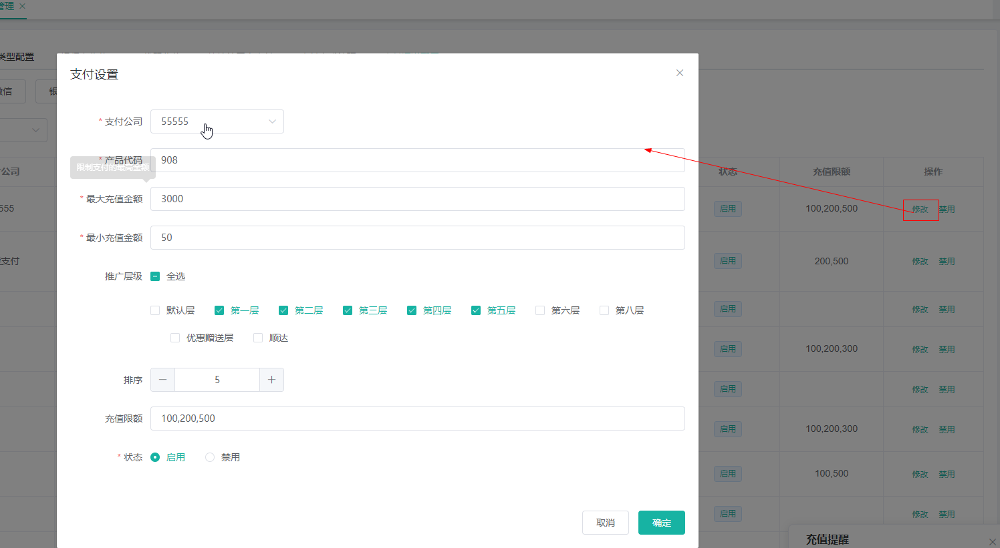 管理
类型配置
支付设置
微信
银
* 支付公司 55555
* 产品代码 908
限制支付的最高金额
公司 状态 充值限额 操作
* 最大充值金额 3000
555 启用 100,200,500 修改 禁用
* 最小充值金额 50
支付 启用 200,500 修改 禁用
推广层级 全选
默认层 第一层 第二层 第三层 第四层 第五层 第六层 第八层
启用 修改 禁用
优惠赠送层 顺达
启用 100,200,300 修改 禁用
排序 5
启用 修改 禁用
充值限额 100,200,500
启用 100,200,300 修改 禁用
* 状态 启用 禁用
启用 100,500 修改 禁用
取消 确定
启用 修改 禁用
充值提醒